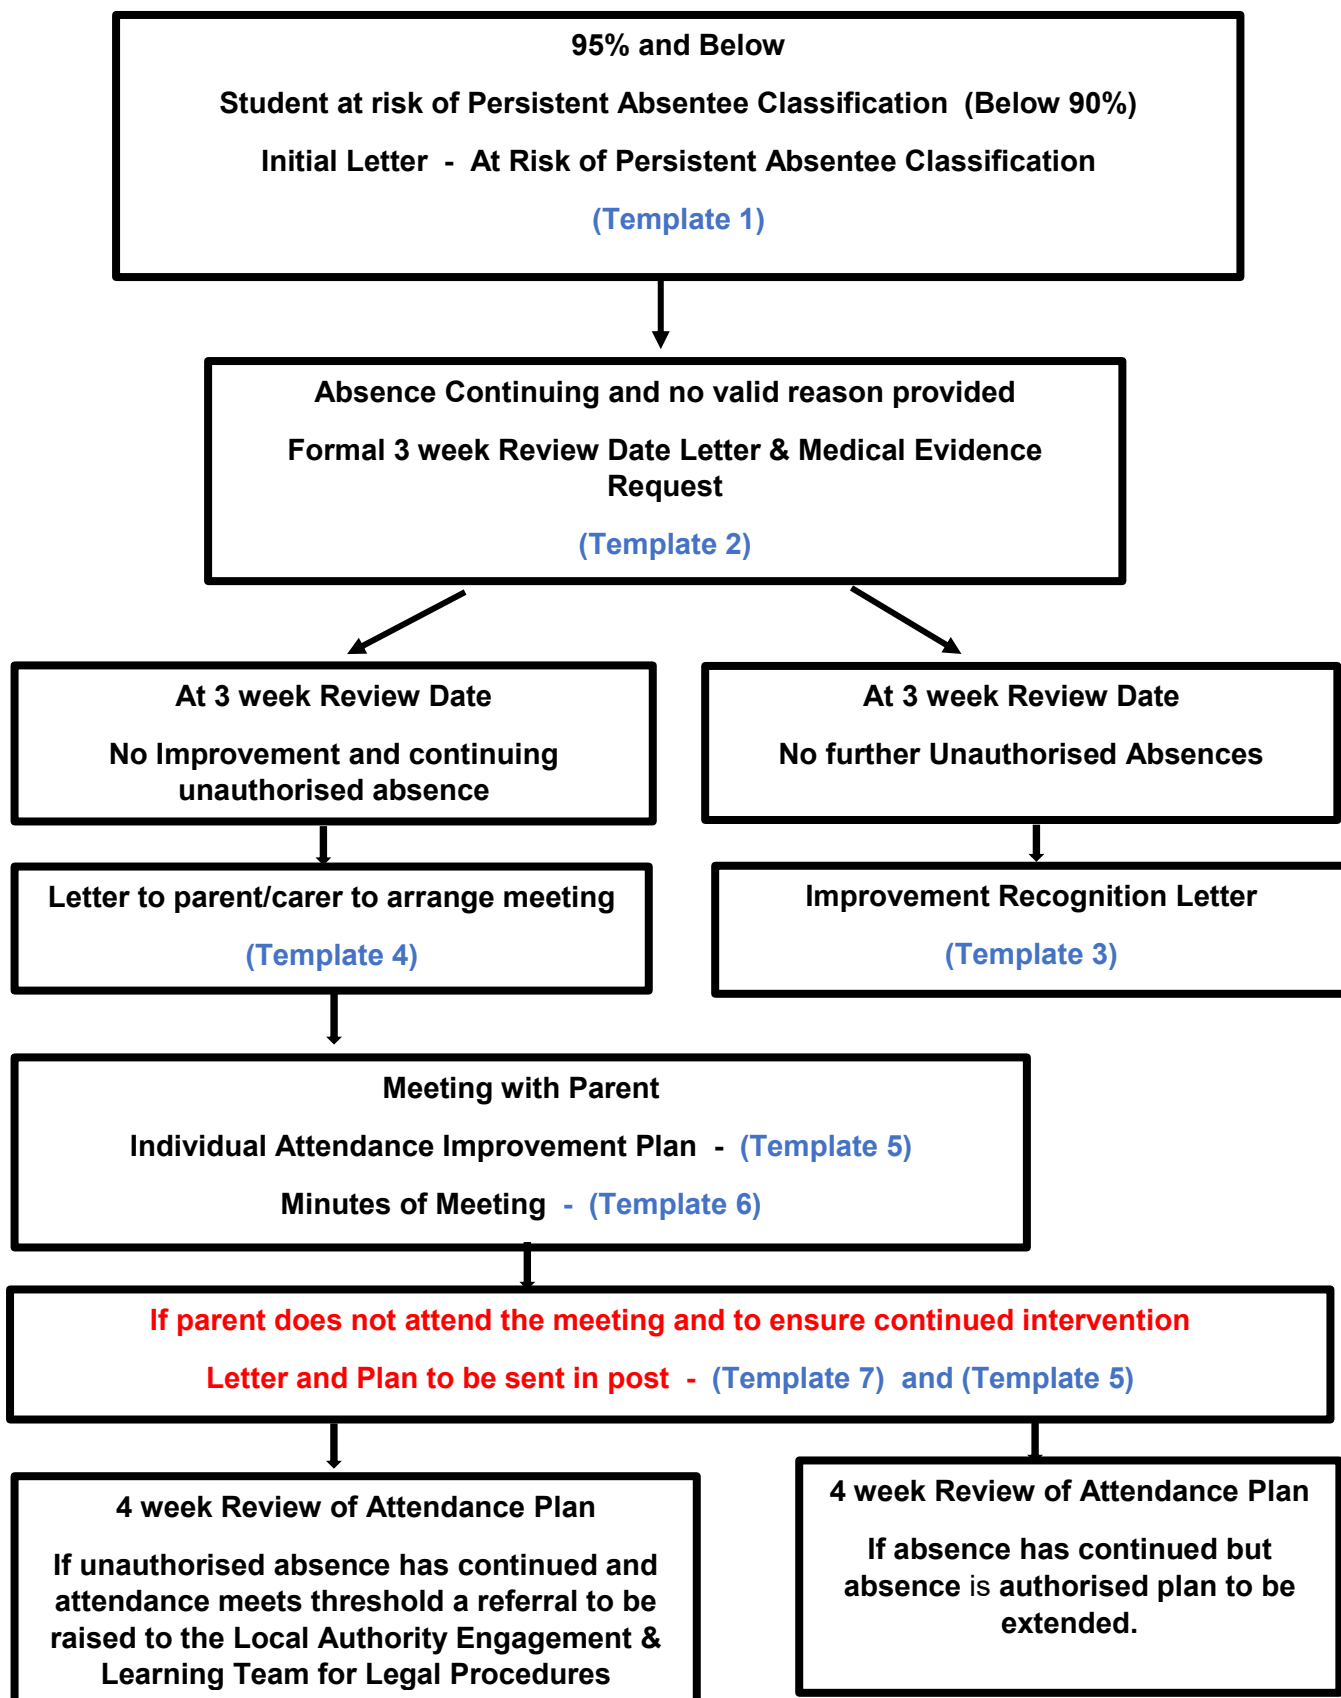 95% and Below
Student at risk of Persistent Absentee Classification (Below 90%)
Initial Letter - At Risk of Persistent Absentee Classification
(Template 1)
Absence Continuing and no valid reason provided
Formal 3 week Review Date Letter & Medical Evidence
Request
(Template 2)
At 3 week Review Date
No Improvement and continuing
unauthorised absence
At 3 week Review Date
No further Unauthorised Absences
Letter to parent/carer to arrange meeting
(Template 4)
Improvement Recognition Letter
(Template 3)
Meeting with Parent
Individual Attendance Improvement Plan - (Template 5)
Minutes of Meeting - (Template 6)
If parent does not attend the meeting and to ensure continued intervention
Letter and Plan to be sent in post - (Template 7) and (Template 5)
4 week Review of Attendance Plan
If unauthorised absence has continued and
attendance meets threshold a referral to be
raised to the Local Authority Engagement &
Learning Team for Legal Procedures
4 week Review of Attendance Plan
If absence has continued but
absence is authorised plan to be
extended.